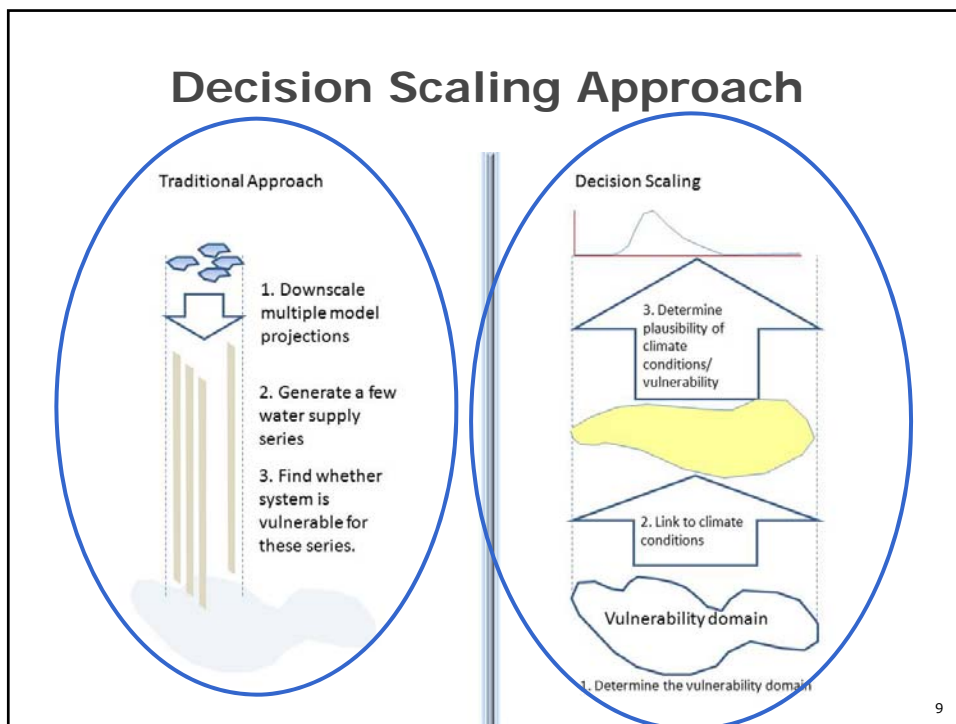 Decision Scaling Approach
Traditional Approach
1. Downscale
multiple model
projections
2. Generate a few
water supply
series
3. Find whether
system is
vulnerable for
these series.
Decision Scaling
3. Determine
plausibility of
climate
conditions/
vulnerability
2. Link to climate
conditions
Vulnerability domain
1. Determine the vulnerability domain
9